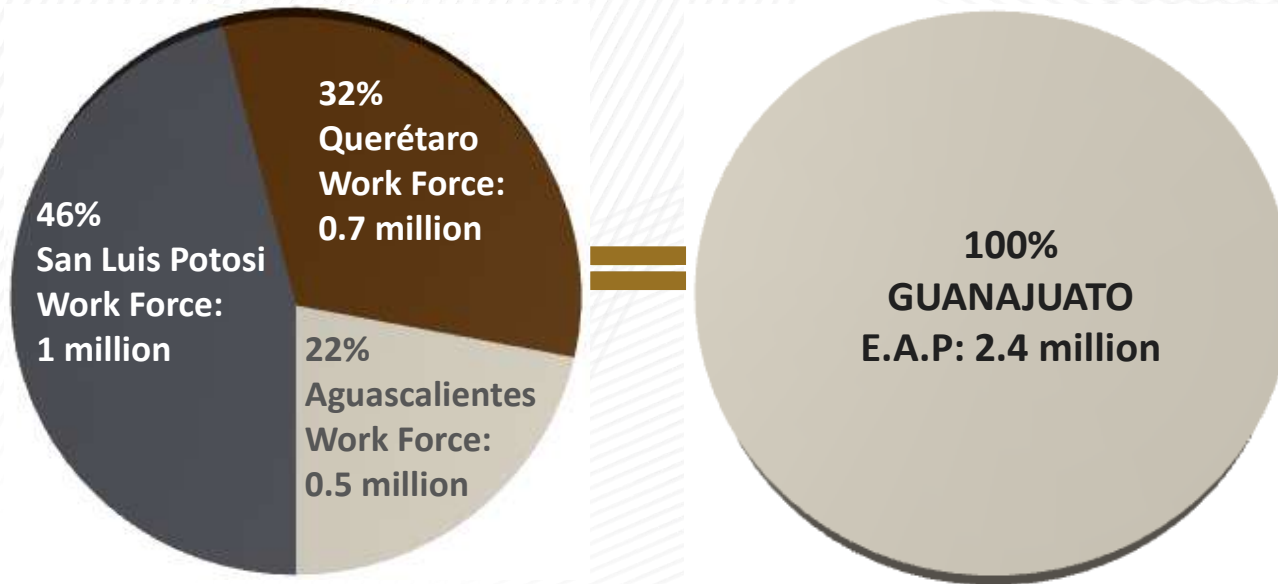 32%
Querétaro
Work Force:
0.7 million
46%
San Luis Potosi
Work Force:
1 million
22%
Aguascalientes
Work Force:
0.5 million
100%
GUANAJUATO
E.A.P: 2.4 million